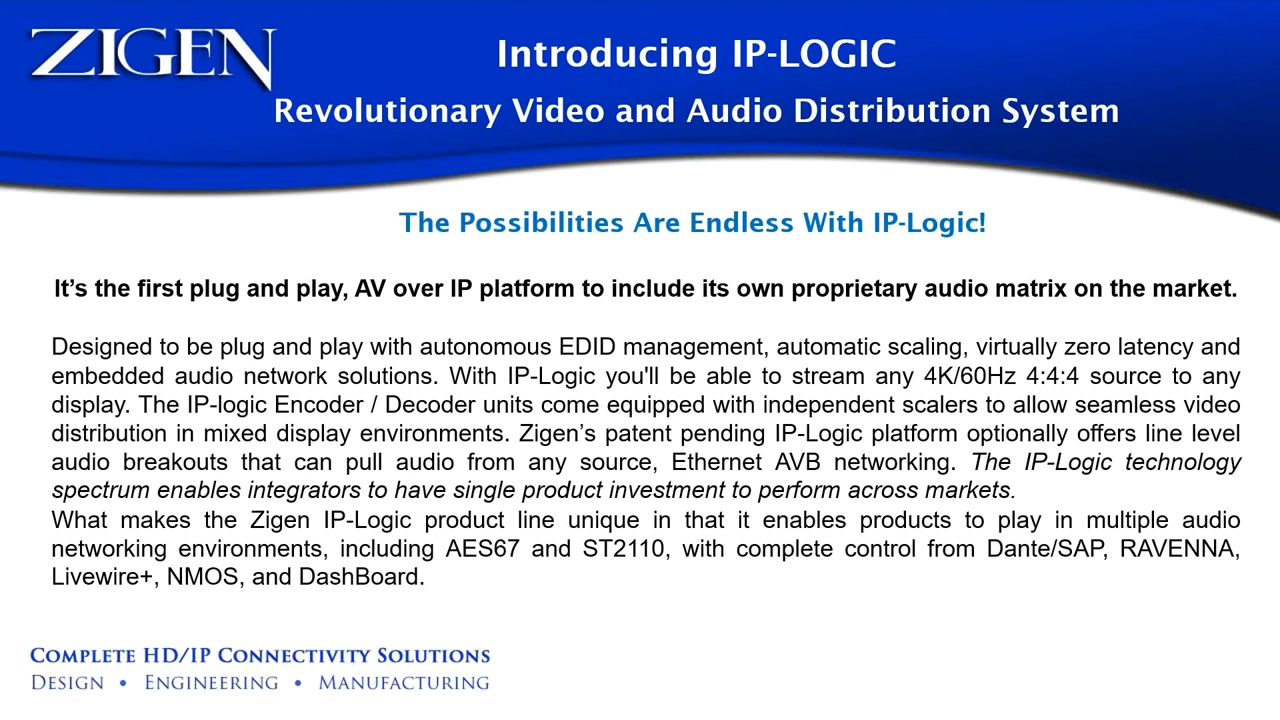 ZIGEN
Introducing IP-LOGIC
Revolutionary Video and Audio Distribution System
The Possibilities Are Endless With IP-Logic!
It’s the first plug and play, AV over IP platform to include its own proprietary audio matrix on the market.
Designed to be plug and play with autonomous EDID management, automatic scaling, virtually zero latency and
embedded audio network solutions. With IP-Logic you'll be able to stream any 4K/60Hz 4:4:4 source to any
display. The IP-logic Encoder / Decoder units come equipped with independent scalers to allow seamless video
distribution in mixed display environments. Zigen’s patent pending IP-Logic platform optionally offers line level
audio breakouts that can pull audio from any source, Ethernet AVB networking. The IP-Logic technology
spectrum enables integrators to have single product investment to perform across markets.
What makes the Zigen IP-Logic product line unique in that it enables products to play in multiple audio
networking environments, including AES67 and ST2110, with complete control from Dante/SAP, RAVENNA,
Livewire+, NMOS, and DashBoard.
COMPLETE HD/IP CONNECTIVITY SOLUTIONS
DESIGN • ENGINEERING • MANUFACTURING